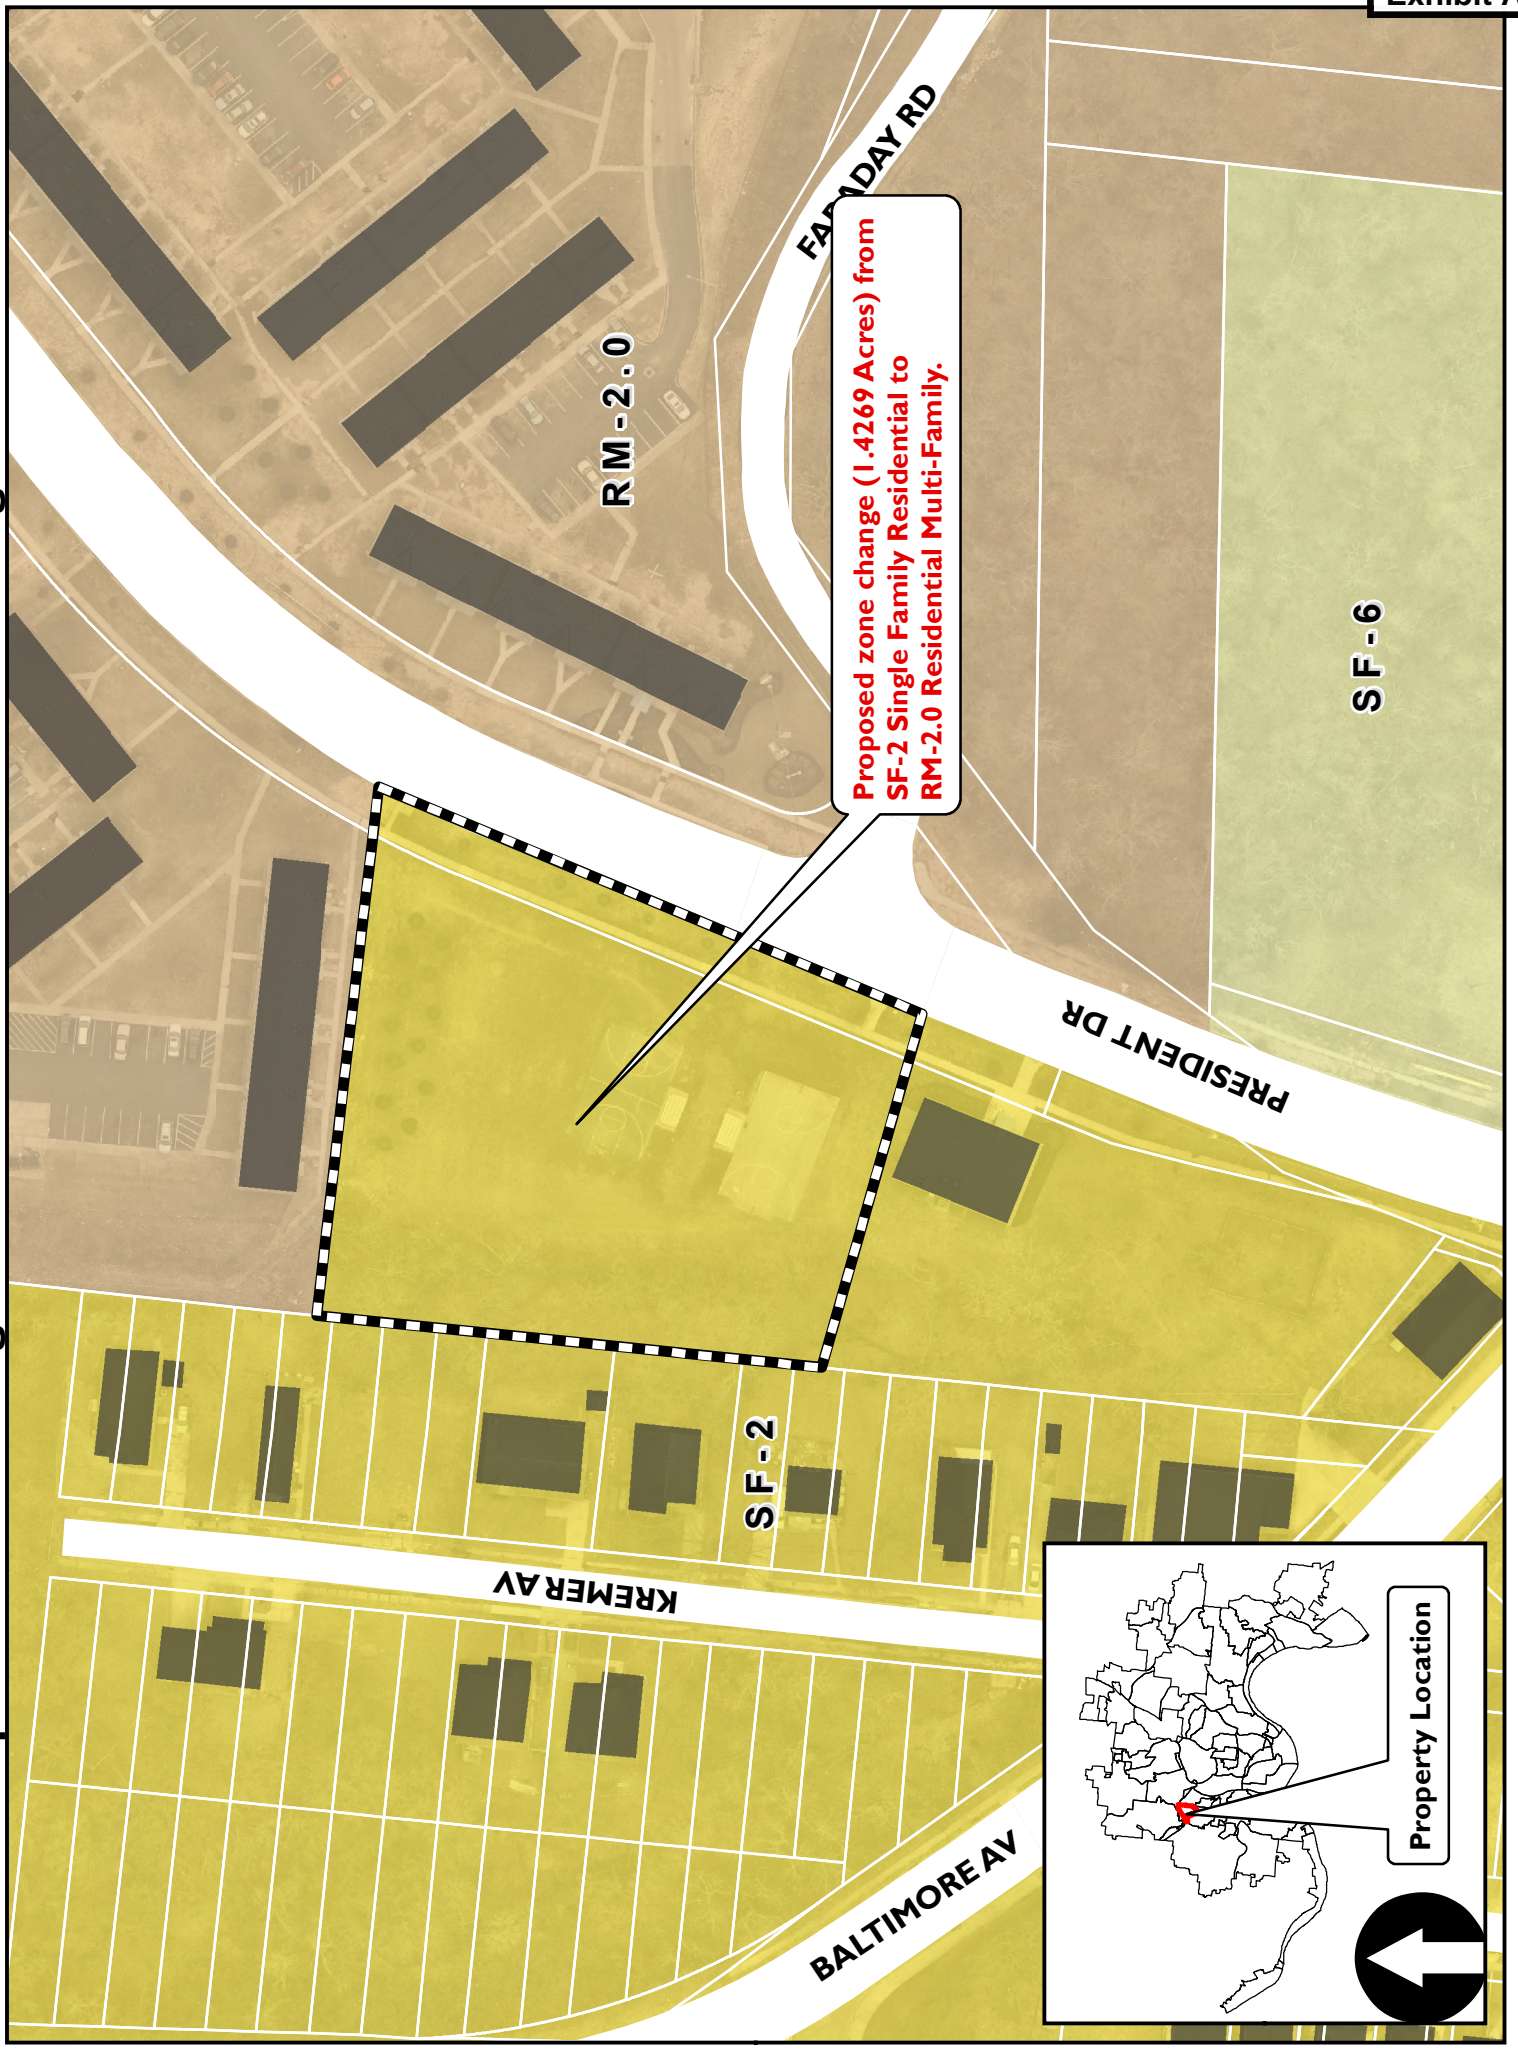 FARADAY RD
RM-2.0
Proposed zone change (1.4269 Acres) from
SF-2 Single Family Residential to
RM-2.0 Residential Multi-Family.
SF-6
PRESIDENT DR
SF-2
KREMER AV
BALTIMORE AV
Property Location